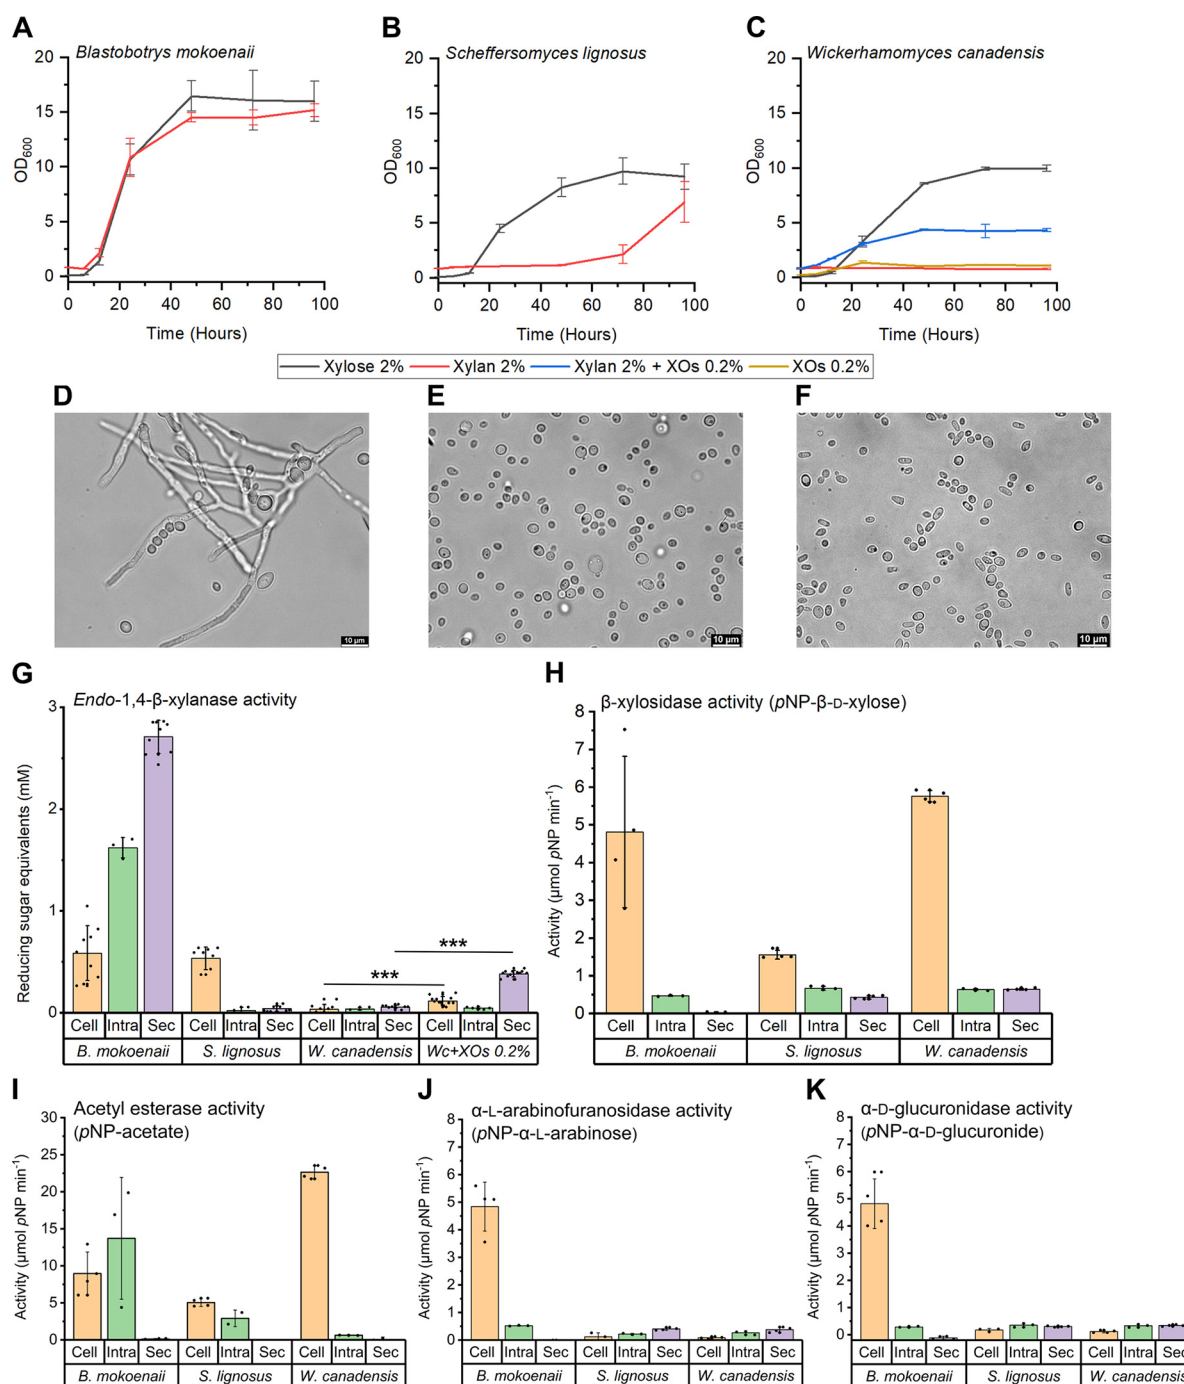 A
Blastobotrys mokoenaii
20
15
10
5
0
OD600
0 20 40 60 80 100
Time (Hours)
B
Scheffersomyces lignosus
20
15
10
5
0
OD600
0 20 40 60 80 100
Time (Hours)
C
Wickerhamomyces canadensis
20
15
10
5
0
OD600
0 20 40 60 80 100
Time (Hours)
Xylose 2% Xylan 2% Xylan 2% + XOs 0.2% XOs 0.2%
D
10 µm
E
10 µm
F
10 µm
G
Endo-1,4-β-xylanase activity
3
2
1
0
Reducing sugar equivalents (mM)
***
***
Cell Intra Sec Cell Intra Sec Cell Intra Sec Cell Intra Sec
B. mokoenaii S. lignosus W. canadensis Wc+XOs 0.2%
H
β-xylosidase activity (pNP-β-D-xylose)
8
7
6
5
4
3
2
1
0
Activity (µmol pNP min-1)
Cell Intra Sec Cell Intra Sec Cell Intra Sec
B. mokoenaii S. lignosus W. canadensis
I
Acetyl esterase activity
(pNP-acetate)
30
25
20
15
10
5
0
Activity (µmol pNP min-1)
Cell Intra Sec Cell Intra Sec Cell Intra Sec
B. mokoenaii S. lignosus W. canadensis
J
α-L-arabinofuranosidase activity
(pNP-α-L-arabinose)
8
7
6
5
4
3
2
1
0
Activity (µmol pNP min-1)
Cell Intra Sec Cell Intra Sec Cell Intra Sec
B. mokoenaii S. lignosus W. canadensis
K
α-D-glucuronidase activity
(pNP-α-D-glucuronide)
8
7
6
5
4
3
2
1
0
Activity (µmol pNP min-1)
Cell Intra Sec Cell Intra Sec Cell Intra Sec
B. mokoenaii S. lignosus W. canadensis